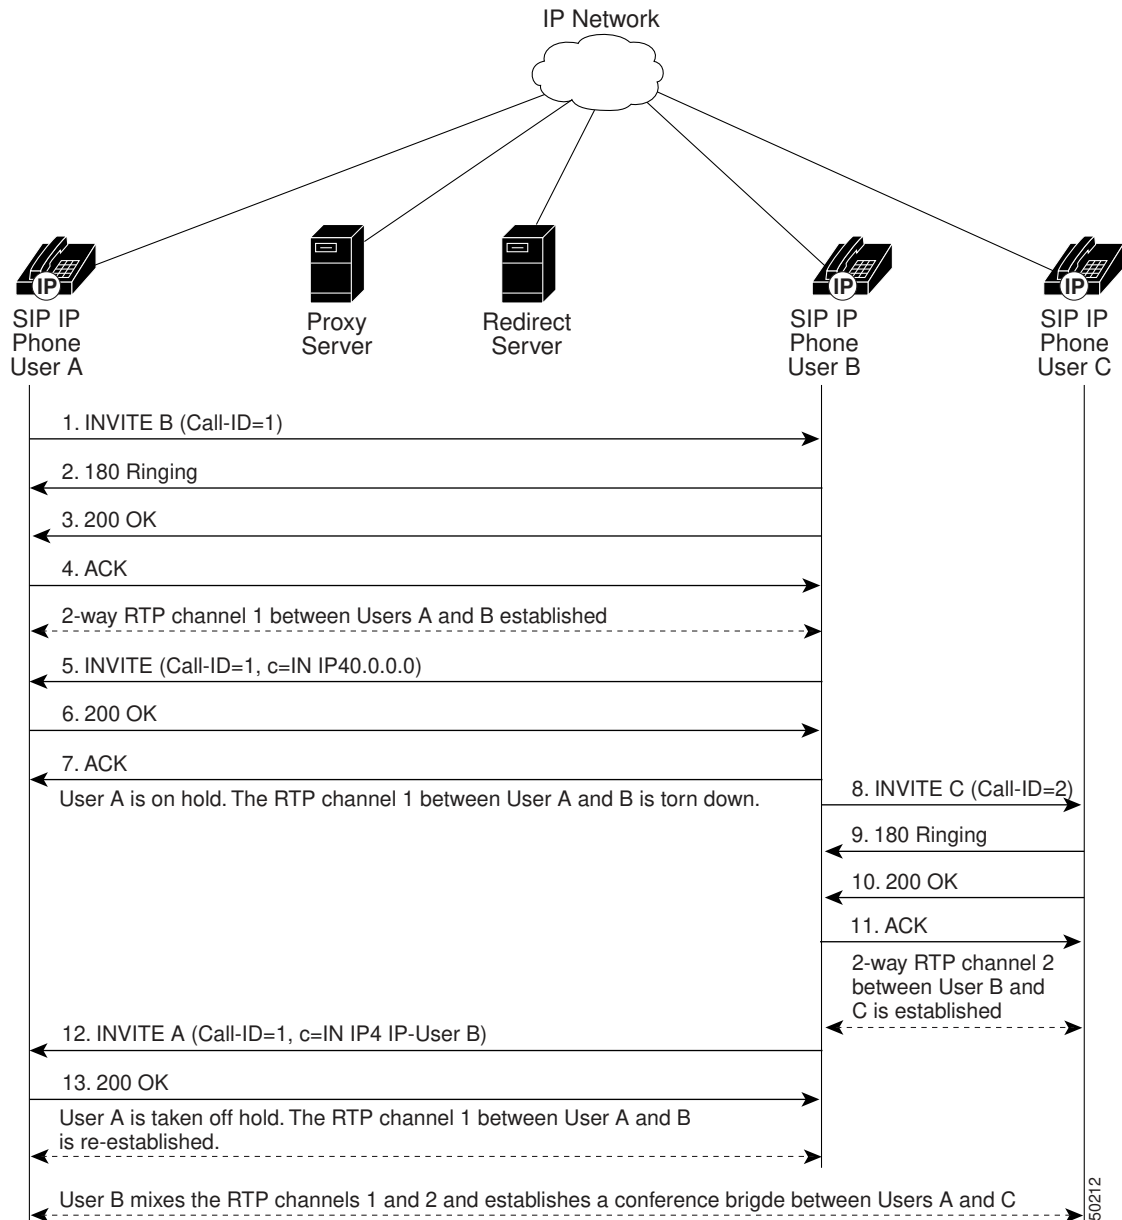 IP Network
IP
SIP IP
Phone
User A
Proxy
Server
Redirect
Server
IP
SIP IP
Phone
User B
IP
SIP IP
Phone
User C
1. INVITE B (Call-ID=1)
2. 180 Ringing
3. 200 OK
4. ACK
2-way RTP channel 1 between Users A and B established
5. INVITE (Call-ID=1, c=IN IP40.0.0.0)
6. 200 OK
7. ACK
User A is on hold. The RTP channel 1 between User A and B is torn down.
8. INVITE C (Call-ID=2)
9. 180 Ringing
10. 200 OK
11. ACK
2-way RTP channel 2
between User B and
C is established
12. INVITE A (Call-ID=1, c=IN IP4 IP-User B)
13. 200 OK
User A is taken off hold. The RTP channel 1 between User A and B
is re-established.
User B mixes the RTP channels 1 and 2 and establishes a conference brigde between Users A and C
50212